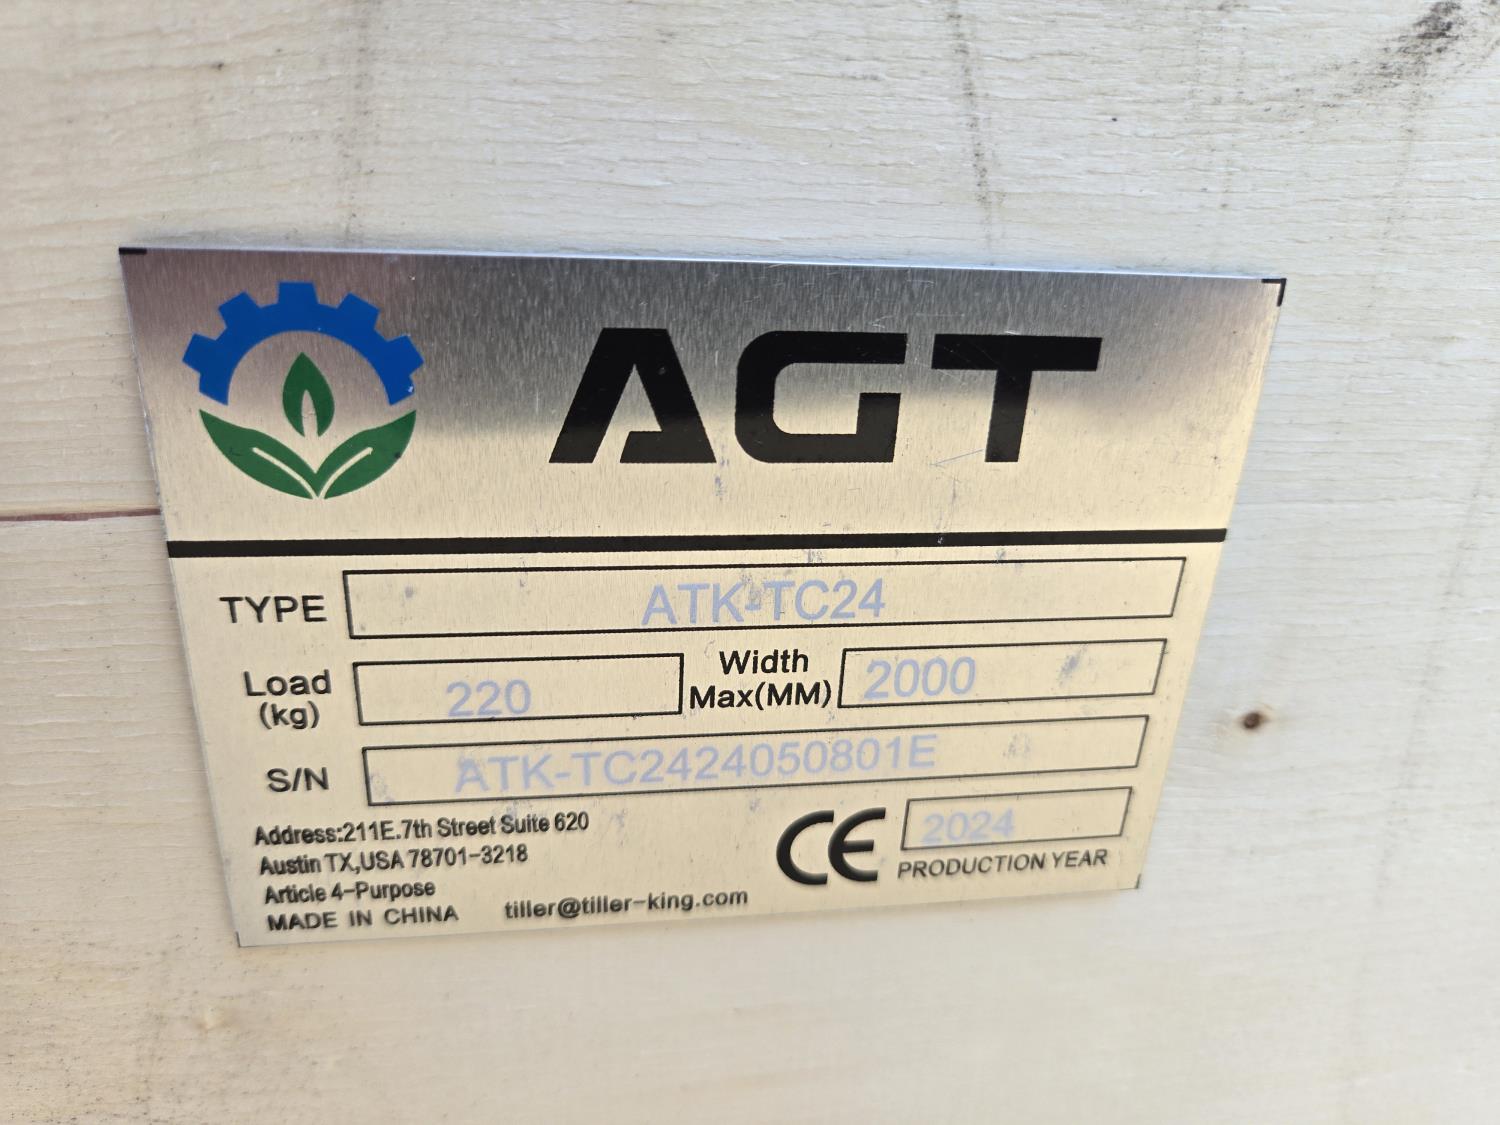 AGT
TYPE ATK-TC24
Load (kg) 220 Width Max(MM) 2000
S/N ATK-TC2424050801E
Address:211E.7th Street Suite 620
Austin TX,USA 78701-3218
Article 4-Purpose
MADE IN CHINA tiller@tiller-king.com
CE 2024
PRODUCTION YEAR